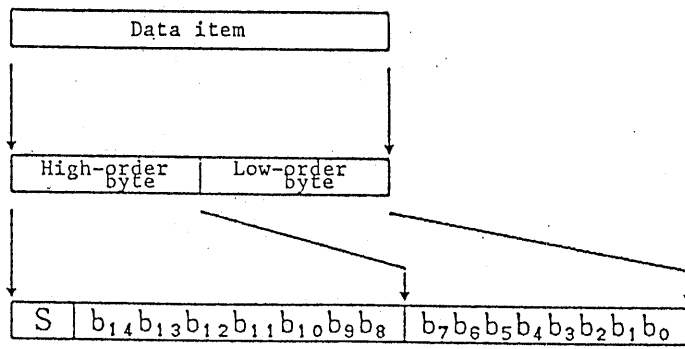 Data item
High-order Low-order
byte byte
S b₁₄b₁₃b₁₂b₁₁b₁₀b₉b₈ b₇b₆b₅b₄b₃b₂b₁b₀